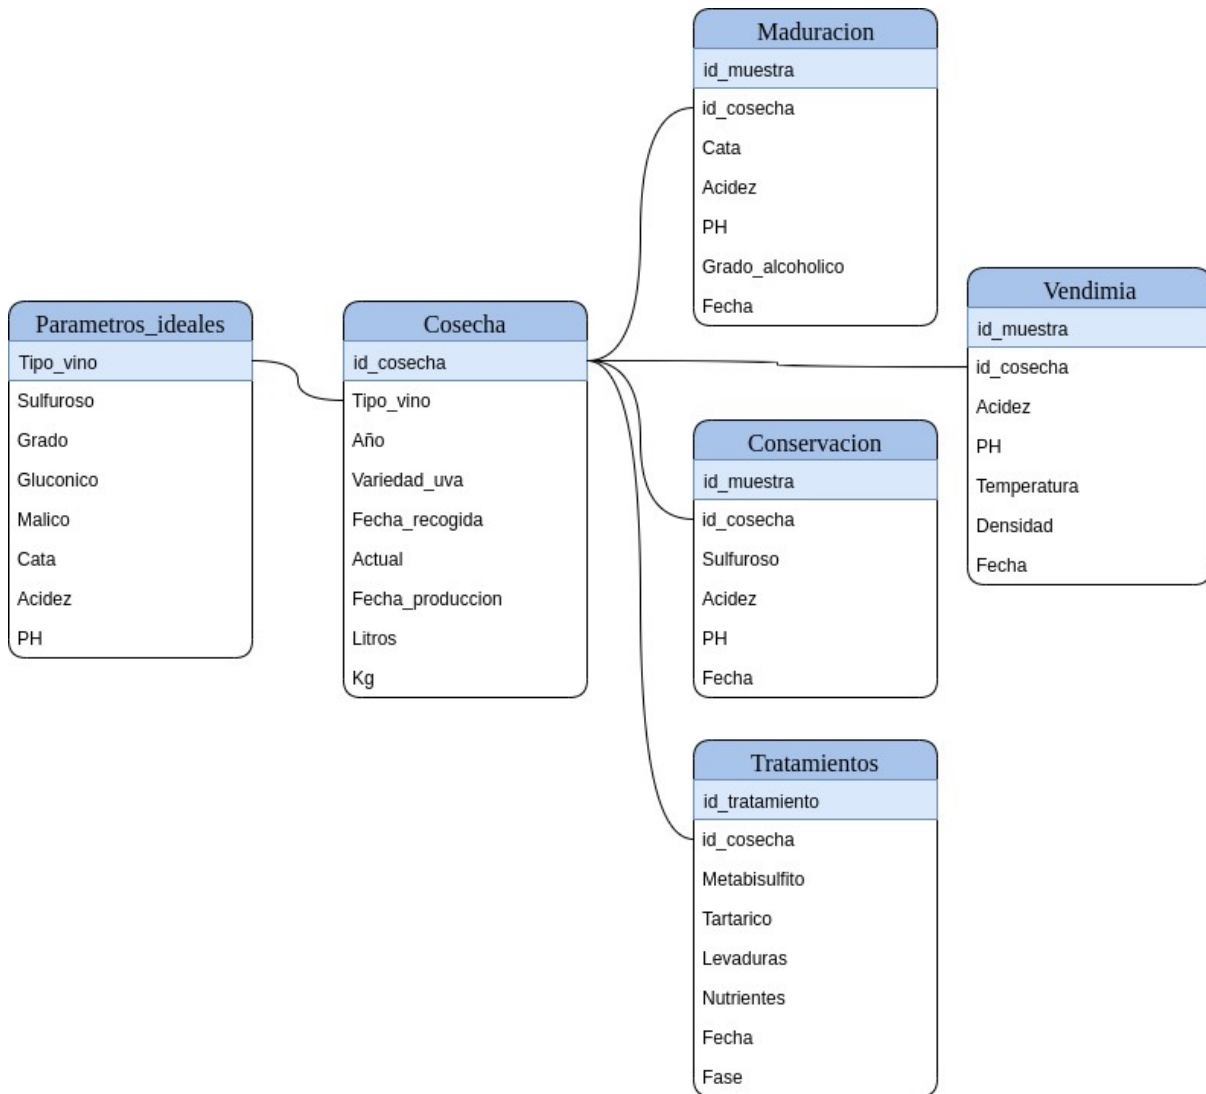 Maduracion
id_muestra
id_cosecha
Cata
Acidez
PH
Grado_alcoholico
Fecha
Parametros_ideales
Tipo_vino
Sulfuroso
Grado
Gluconico
Malico
Cata
Acidez
PH
Cosecha
id_cosecha
Tipo_vino
Año
Variedad_uva
Fecha_recogida
Actual
Fecha_produccion
Litros
Kg
Vendimia
id_muestra
id_cosecha
Acidez
PH
Temperatura
Densidad
Fecha
Conservacion
id_muestra
id_cosecha
Sulfuroso
Acidez
PH
Fecha
Tratamientos
id_tratamiento
id_cosecha
Metabisulfito
Tartarico
Levaduras
Nutrientes
Fecha
Fase